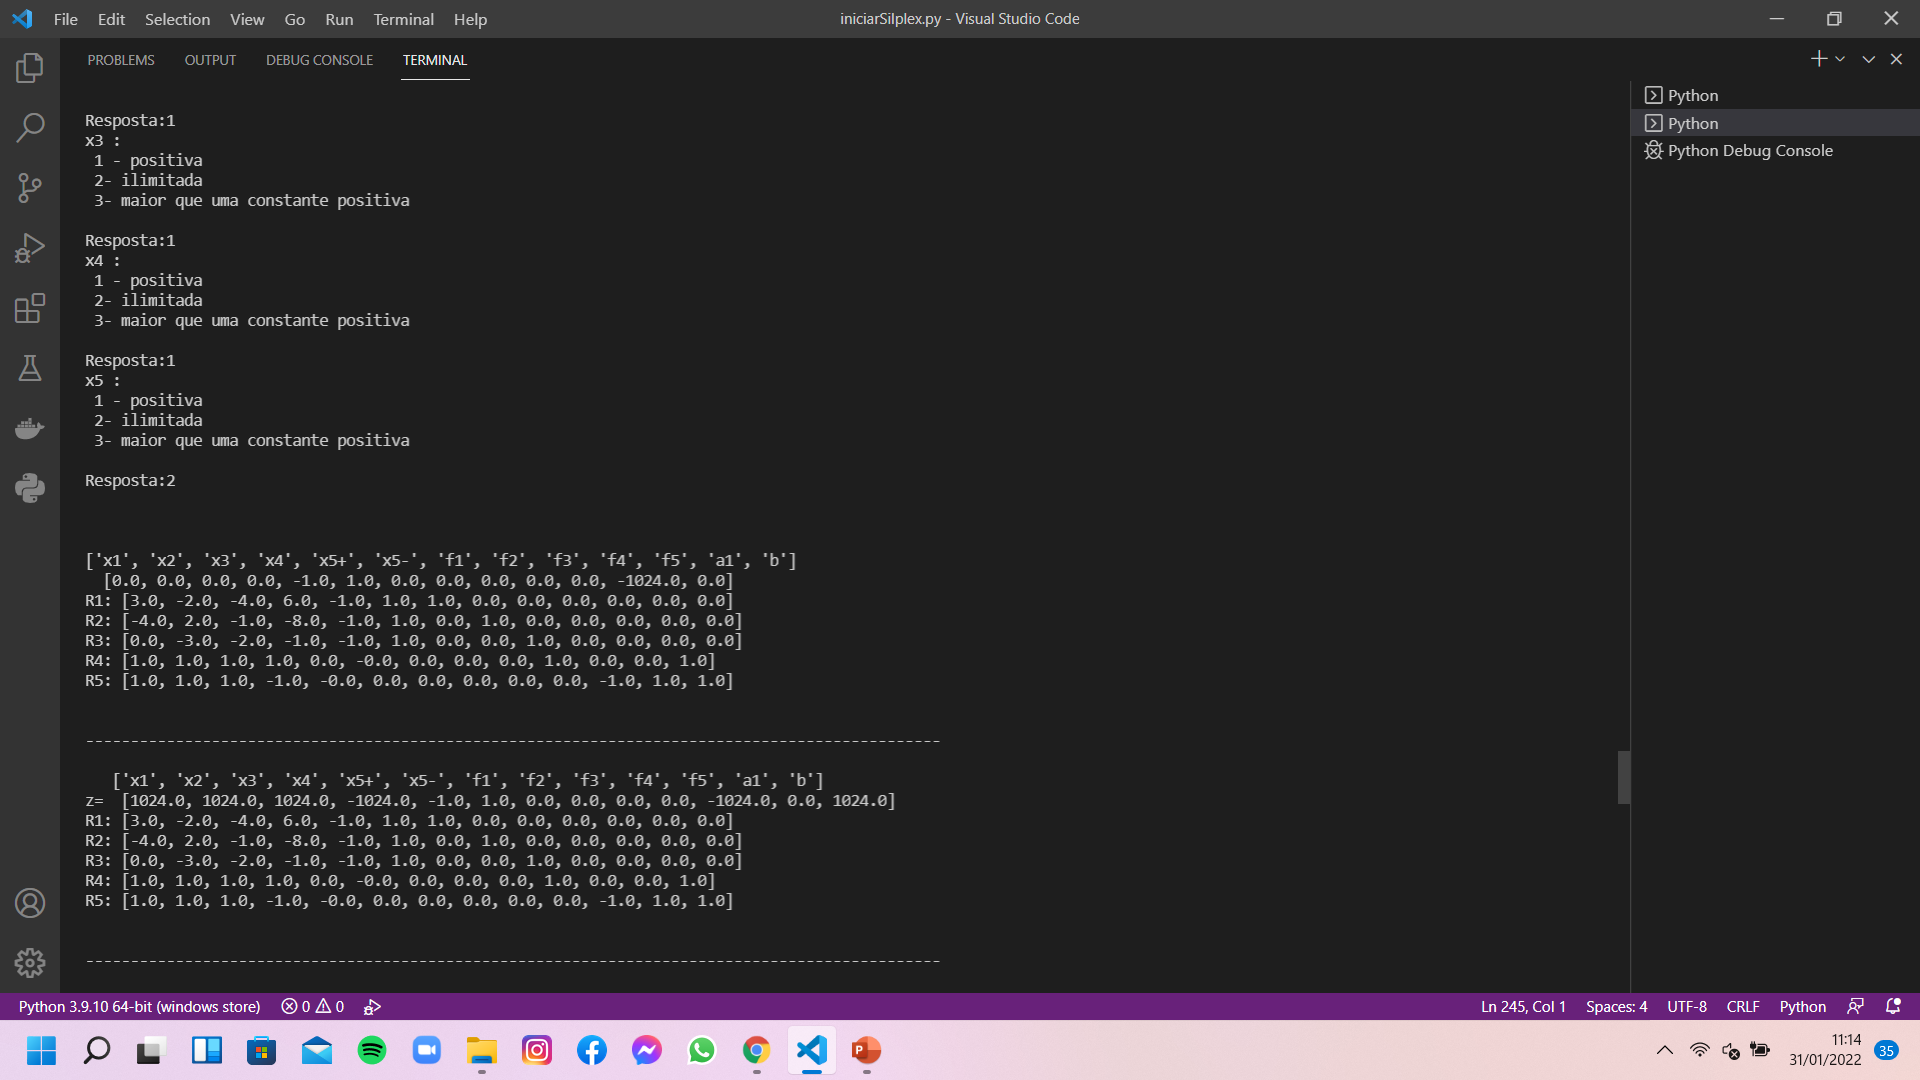 File Edit Selection View Go Run Terminal Help
iniciarSilplex.py - Visual Studio Code
PROBLEMS OUTPUT DEBUG CONSOLE TERMINAL
Resposta:1
x3 :
 1 - positiva
 2- ilimitada
 3- maior que uma constante positiva
Resposta:1
x4 :
 1 - positiva
 2- ilimitada
 3- maior que uma constante positiva
Resposta:1
x5 :
 1 - positiva
 2- ilimitada
 3- maior que uma constante positiva
Resposta:2
['x1', 'x2', 'x3', 'x4', 'x5+', 'x5-', 'f1', 'f2', 'f3', 'f4', 'f5', 'a1', 'b']
[0.0, 0.0, 0.0, 0.0, -1.0, 1.0, 0.0, 0.0, 0.0, 0.0, 0.0, -1024.0, 0.0]
R1: [3.0, -2.0, -4.0, 6.0, -1.0, 1.0, 1.0, 0.0, 0.0, 0.0, 0.0, 0.0, 0.0]
R2: [-4.0, 2.0, -1.0, -8.0, -1.0, 1.0, 0.0, 1.0, 0.0, 0.0, 0.0, 0.0, 0.0]
R3: [0.0, -3.0, -2.0, -1.0, -1.0, 1.0, 0.0, 0.0, 1.0, 0.0, 0.0, 0.0, 0.0]
R4: [1.0, 1.0, 1.0, 1.0, 0.0, -0.0, 0.0, 0.0, 0.0, 1.0, 0.0, 0.0, 1.0]
R5: [1.0, 1.0, 1.0, -1.0, -0.0, 0.0, 0.0, 0.0, 0.0, 0.0, -1.0, 1.0, 1.0]
-----------------------------------------------------------------------------------------------
['x1', 'x2', 'x3', 'x4', 'x5+', 'x5-', 'f1', 'f2', 'f3', 'f4', 'f5', 'a1', 'b']
z= [1024.0, 1024.0, 1024.0, -1024.0, -1.0, 1.0, 0.0, 0.0, 0.0, 0.0, -1024.0, 0.0, 1024.0]
R1: [3.0, -2.0, -4.0, 6.0, -1.0, 1.0, 1.0, 0.0, 0.0, 0.0, 0.0, 0.0, 0.0]
R2: [-4.0, 2.0, -1.0, -8.0, -1.0, 1.0, 0.0, 1.0, 0.0, 0.0, 0.0, 0.0, 0.0]
R3: [0.0, -3.0, -2.0, -1.0, -1.0, 1.0, 0.0, 0.0, 1.0, 0.0, 0.0, 0.0, 0.0]
R4: [1.0, 1.0, 1.0, 1.0, 0.0, -0.0, 0.0, 0.0, 0.0, 1.0, 0.0, 0.0, 1.0]
R5: [1.0, 1.0, 1.0, -1.0, -0.0, 0.0, 0.0, 0.0, 0.0, 0.0, -1.0, 1.0, 1.0]
-----------------------------------------------------------------------------------------------
Python
Python
Python Debug Console
Python 3.9.10 64-bit (windows store) 0 0
Ln 245, Col 1 Spaces: 4 UTF-8 CRLF Python
11:14
31/01/2022
35